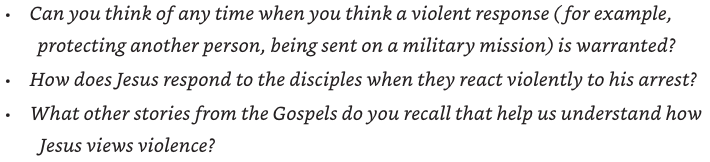 • Can you think of any time when you think a violent response (for example,
protecting another person, being sent on a military mission) is warranted?
• How does Jesus respond to the disciples when they react violently to his arrest?
• What other stories from the Gospels do you recall that help us understand how
Jesus views violence?